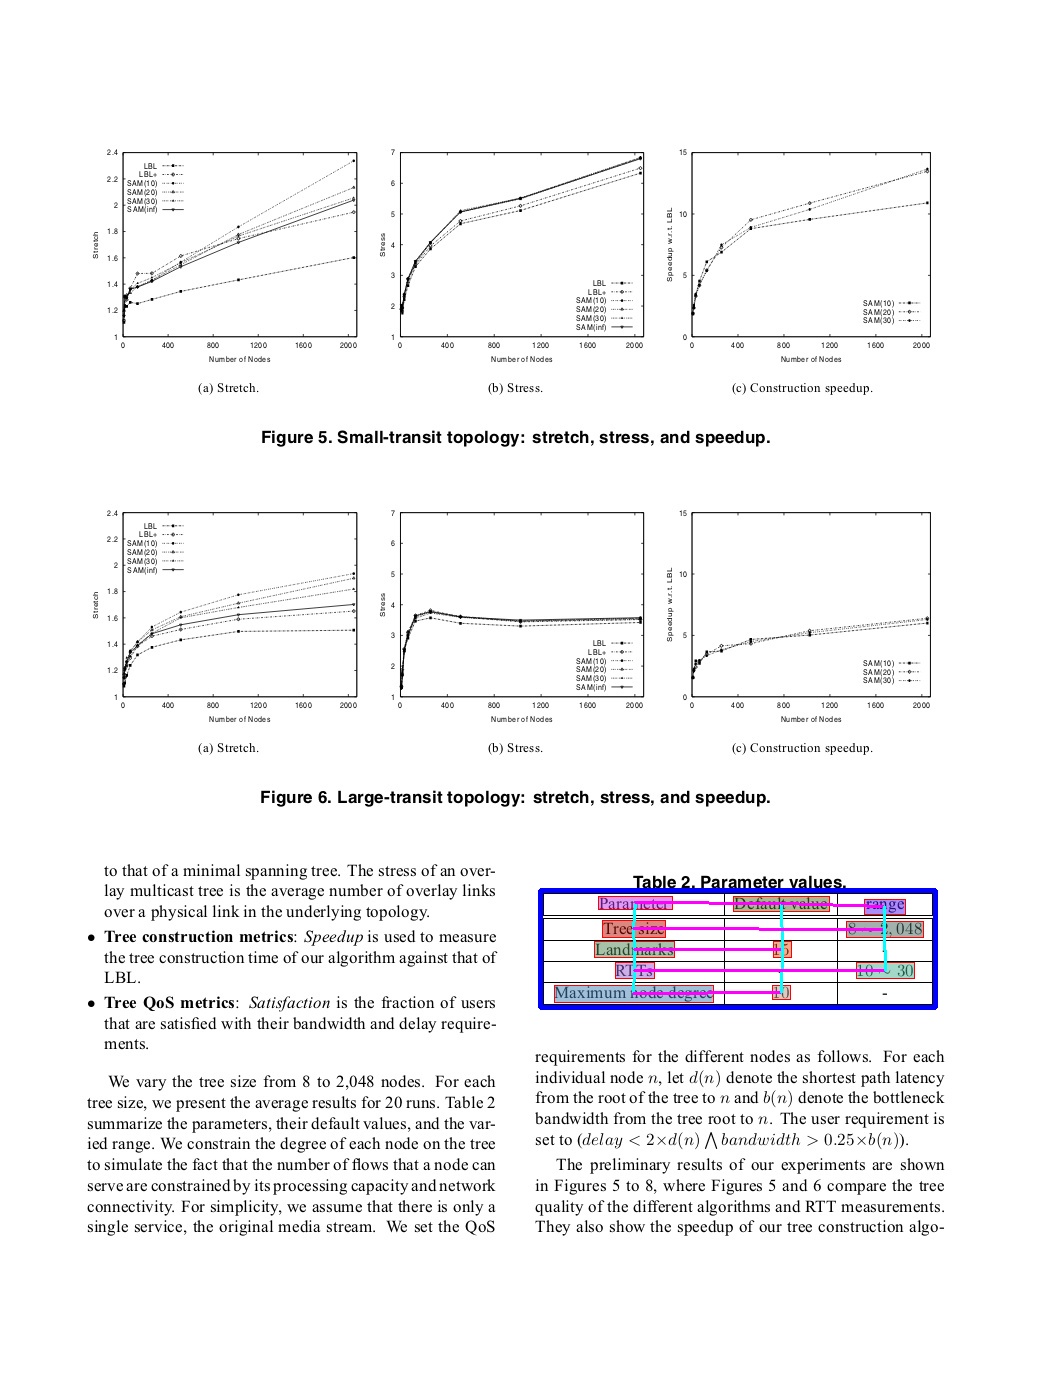 2.4
2.2
2
1.8
1.6
1.4
1.2
1
0 400 800 1200 1600 2000
Stretch
Number of Nodes
LBL
LBL+
SAM(10)
SAM(20)
SAM(30)
SAM(inf)
(a) Stretch.
7
6
5
4
3
2
1
0 400 800 1200 1600 2000
Stress
Number of Nodes
LBL
LBL+
SAM(10)
SAM(20)
SAM(30)
SAM(inf)
(b) Stress.
15
10
5
0
0 400 800 1200 1600 2000
Speedup w.r.t. LBL
Number of Nodes
SAM(10)
SAM(20)
SAM(30)
(c) Construction speedup.
Figure 5. Small-transit topology: stretch, stress, and speedup.
2.4
2.2
2
1.8
1.6
1.4
1.2
1
0 400 800 1200 1600 2000
Stretch
Number of Nodes
LBL
LBL+
SAM(10)
SAM(20)
SAM(30)
SAM(inf)
(a) Stretch.
7
6
5
4
3
2
1
0 400 800 1200 1600 2000
Stress
Number of Nodes
LBL
LBL+
SAM(10)
SAM(20)
SAM(30)
SAM(inf)
(b) Stress.
15
10
5
0
0 400 800 1200 1600 2000
Speedup w.r.t. LBL
Number of Nodes
SAM(10)
SAM(20)
SAM(30)
(c) Construction speedup.
Figure 6. Large-transit topology: stretch, stress, and speedup.
to that of a minimal spanning tree. The stress of an over-
lay multicast tree is the average number of overlay links
over a physical link in the underlying topology.
• Tree construction metrics: Speedup is used to measure
the tree construction time of our algorithm against that of
LBL.
• Tree QoS metrics: Satisfaction is the fraction of users
that are satisfied with their bandwidth and delay require-
ments.
We vary the tree size from 8 to 2,048 nodes. For each
tree size, we present the average results for 20 runs. Table 2
summarize the parameters, their default values, and the var-
ied range. We constrain the degree of each node on the tree
to simulate the fact that the number of flows that a node can
serve are constrained by its processing capacity and network
connectivity. For simplicity, we assume that there is only a
single service, the original media stream. We set the QoS
Table 2. Parameter values.
Parameter Default value range
Tree size 8 ~ 2, 048
Landmarks 15
RTTs 10 ~ 30
Maximum node degree 10 -
requirements for the different nodes as follows. For each
individual node n, let d(n) denote the shortest path latency
from the root of the tree to n and b(n) denote the bottleneck
bandwidth from the tree root to n. The user requirement is
set to (delay < 2×d(n) ⋀ bandwidth > 0.25×b(n)).
The preliminary results of our experiments are shown
in Figures 5 to 8, where Figures 5 and 6 compare the tree
quality of the different algorithms and RTT measurements.
They also show the speedup of our tree construction algo-